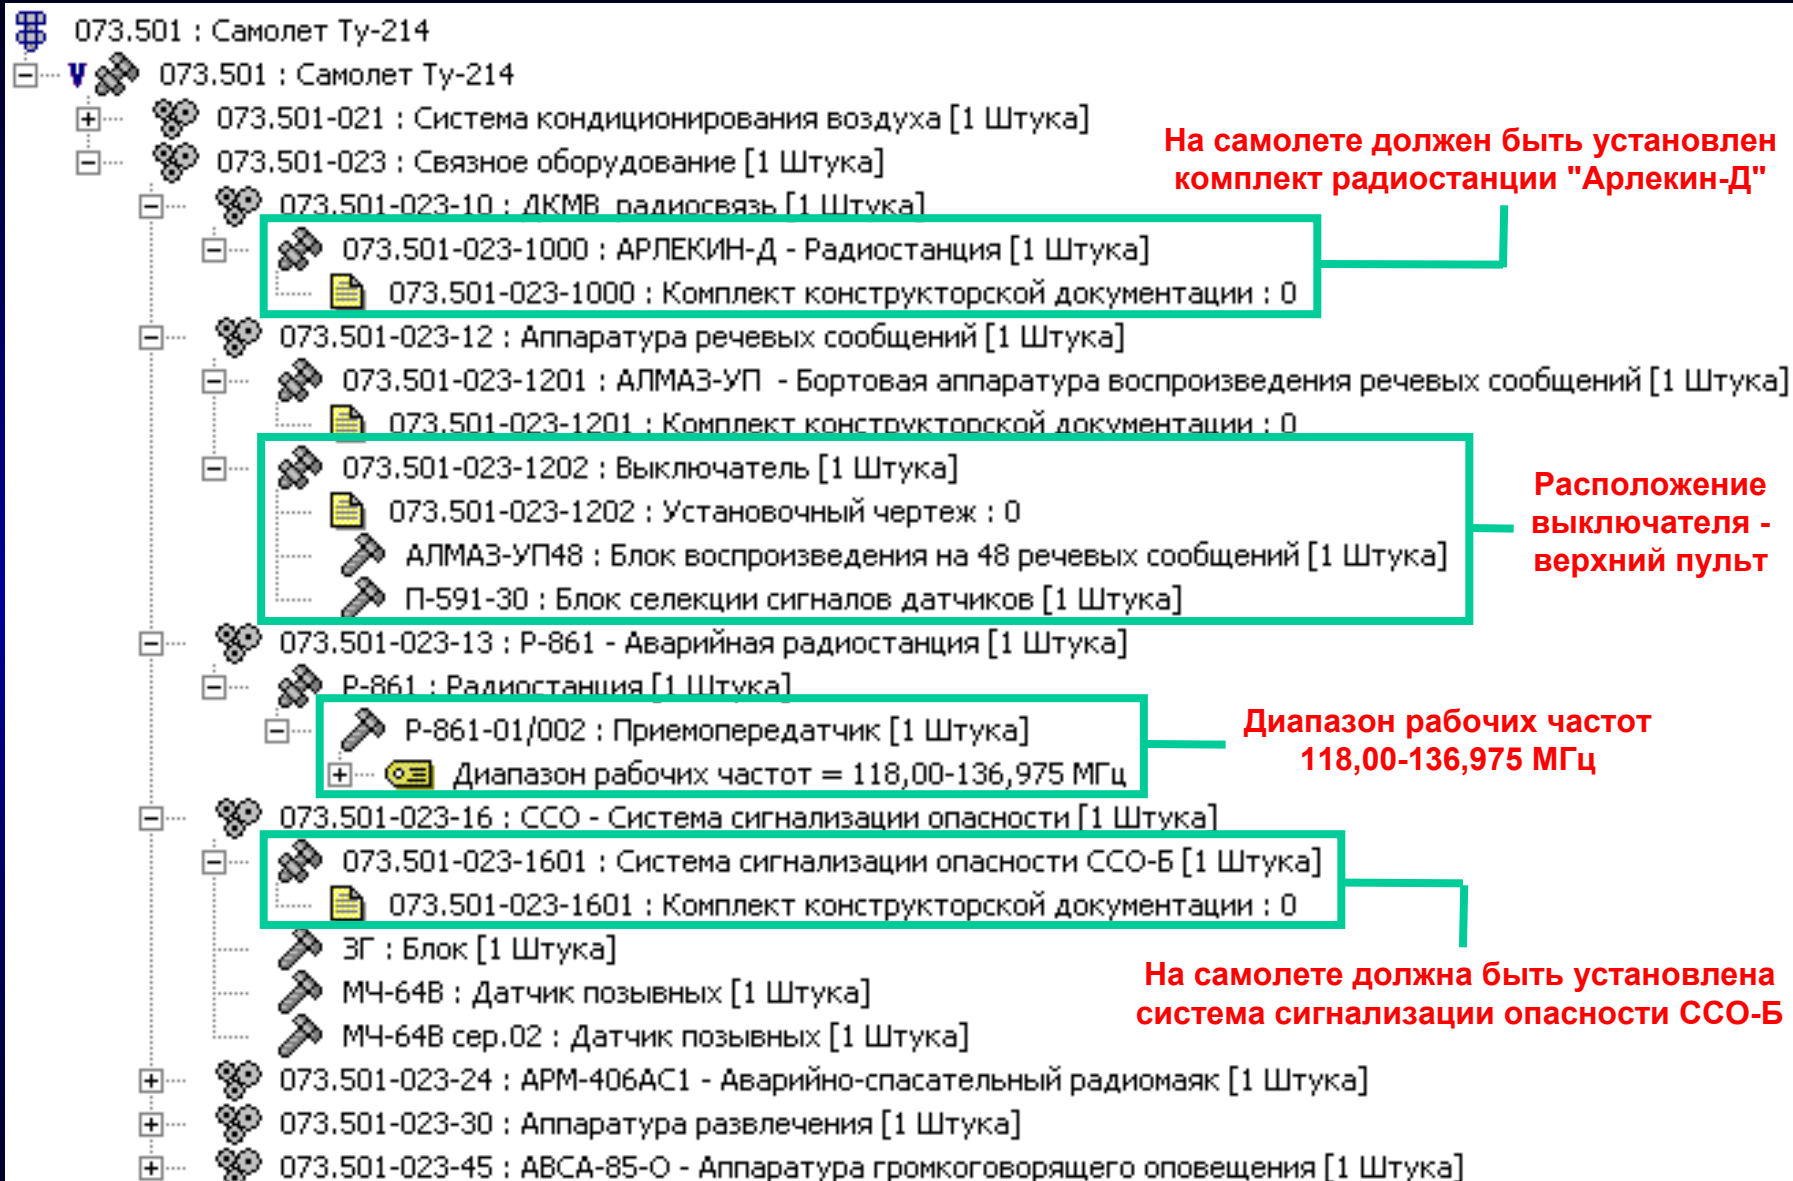 073.501 : Самолет Ту-214
073.501 : Самолет Ту-214
073.501-021 : Система кондиционирования воздуха [1 Штука]
073.501-023 : Связное оборудование [1 Штука]
На самолете должен быть установлен
комплект радиостанции "Арлекин-Д"
073.501-023-10 : ДКМВ радиосвязь [1 Штука]
073.501-023-1000 : АРЛЕКИН-Д - Радиостанция [1 Штука]
073.501-023-1000 : Комплект конструкторской документации : 0
073.501-023-12 : Аппаратура речевых сообщений [1 Штука]
073.501-023-1201 : АЛМАЗ-УП - Бортовая аппаратура воспроизведения речевых сообщений [1 Штука]
073.501-023-1201 : Комплект конструкторской документации : 0
073.501-023-1202 : Выключатель [1 Штука]
073.501-023-1202 : Установочный чертеж : 0
АЛМАЗ-УП48 : Блок воспроизведения на 48 речевых сообщений [1 Штука]
П-591-30 : Блок селекции сигналов датчиков [1 Штука]
Расположение
выключателя -
верхний пульт
073.501-023-13 : Р-861 - Аварийная радиостанция [1 Штука]
Р-861 : Радиостанция [1 Штука]
Р-861-01/002 : Приемопередатчик [1 Штука]
Диапазон рабочих частот = 118,00-136,975 МГц
Диапазон рабочих частот
118,00-136,975 МГц
073.501-023-16 : ССО - Система сигнализации опасности [1 Штука]
073.501-023-1601 : Система сигнализации опасности ССО-Б [1 Штука]
073.501-023-1601 : Комплект конструкторской документации : 0
ЗГ : Блок [1 Штука]
МЧ-64В : Датчик позывных [1 Штука]
МЧ-64В сер.02 : Датчик позывных [1 Штука]
На самолете должна быть установлена
система сигнализации опасности ССО-Б
073.501-023-24 : АРМ-406АС1 - Аварийно-спасательный радиомаяк [1 Штука]
073.501-023-30 : Аппаратура развлечения [1 Штука]
073.501-023-45 : АВСА-85-О - Аппаратура громкоговорящего оповещения [1 Штука]